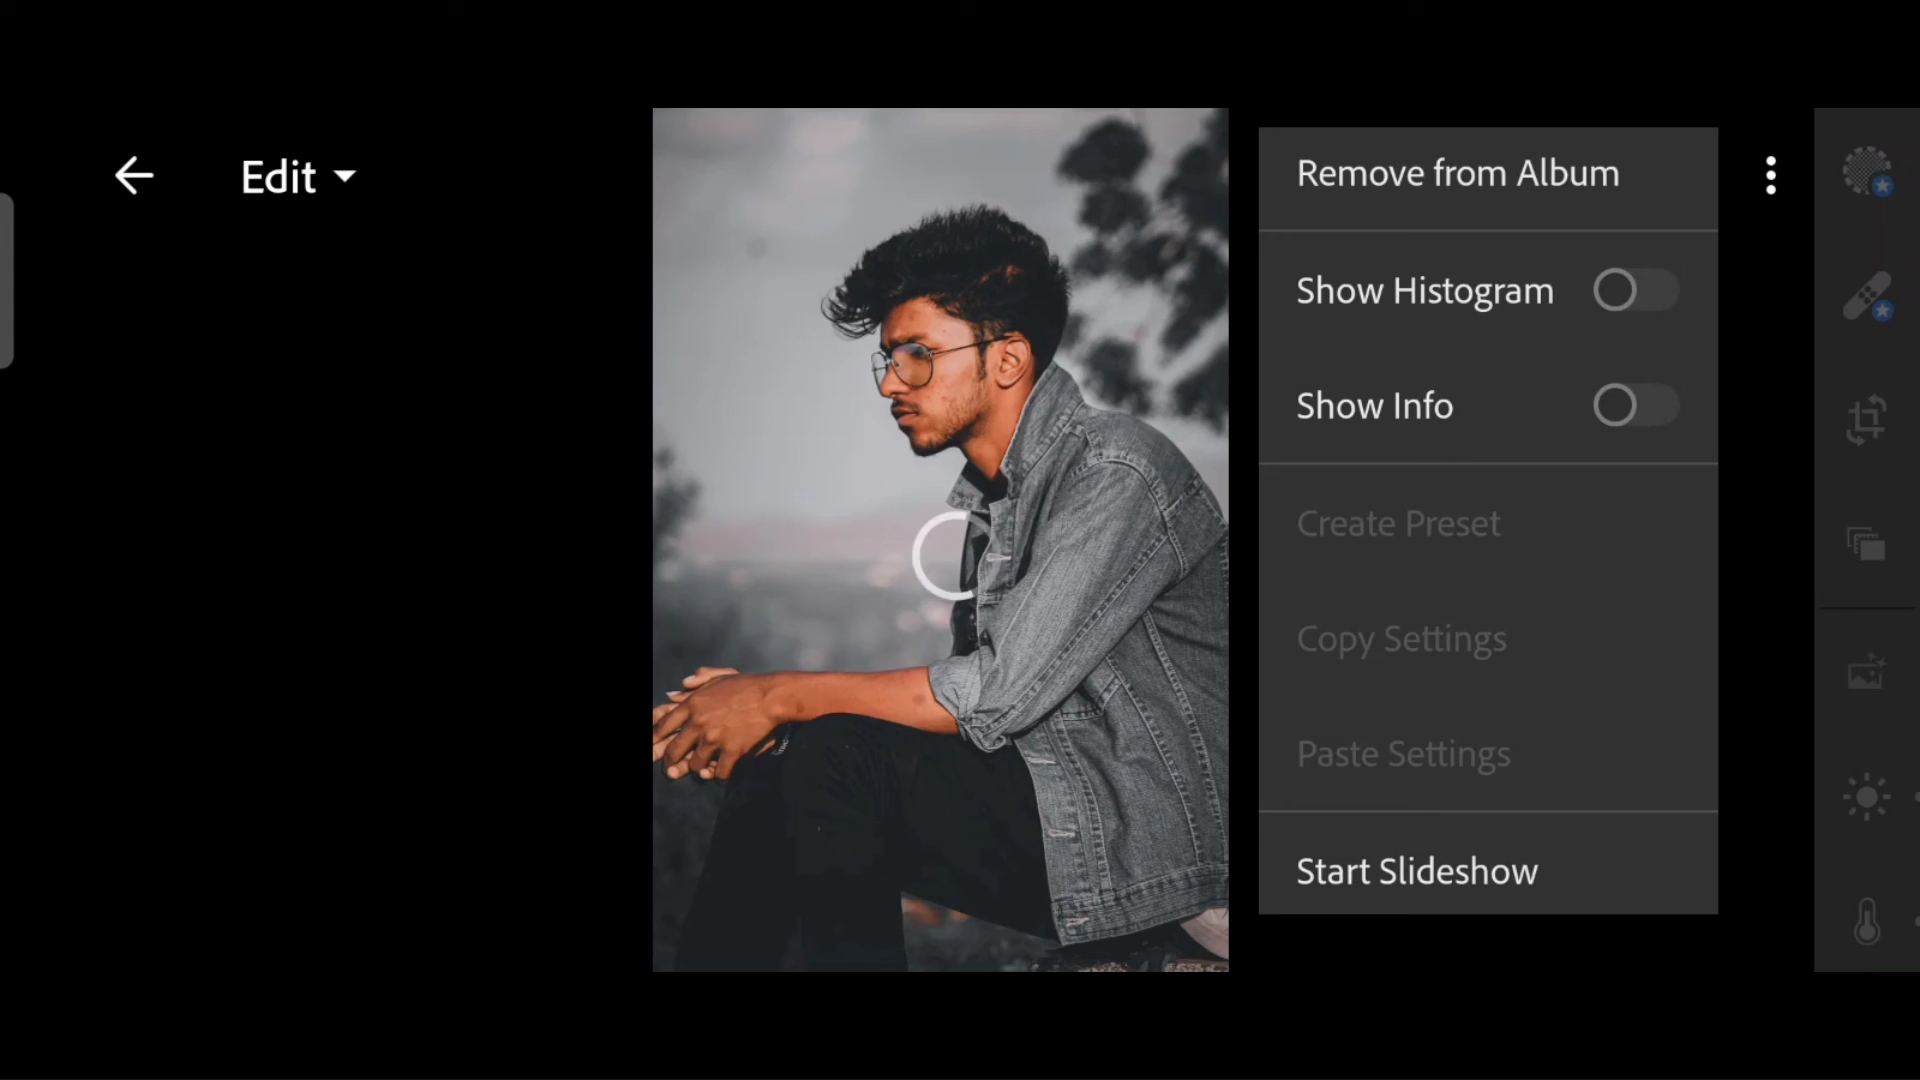 Edit
Remove from Album
Show Histogram
Show Info
Create Preset
Copy Settings
Paste Settings
Start Slideshow